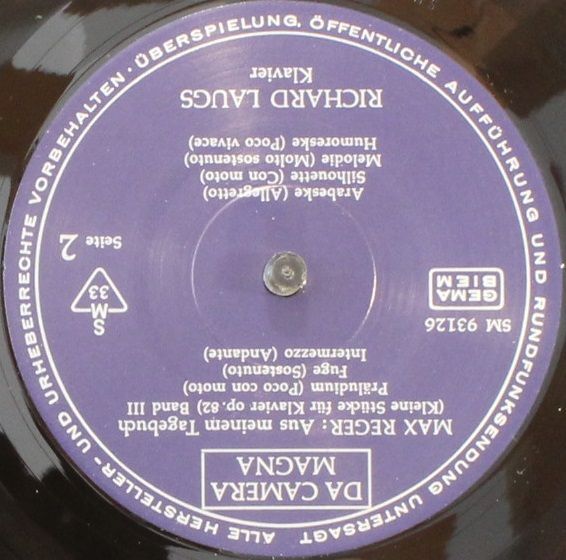 DA CAMERA
MAGNA
MAX REGER: Aus meinem Tagebuch
(Kleine Stücke für Klavier op. 82) Band III
Präludium (Poco con moto)
Fuge (Sostenuto)
Intermezzo (Andante)
SM 93126
GEMA
BIEM
S
M
33
Seite 2
Arabeske (Allegretto)
Silhouette (Con moto)
Melodie (Molto sostenuto)
Humoreske (Poco vivace)
RICHARD LAUGS
Klavier
ALLE HERSTELLER- UND URHEBERRECHTE VORBEHALTEN · ÜBERSPIELUNG, ÖFFENTLICHE AUFFÜHRUNG UND RUNDFUNKSENDUNG UNTERSAGT